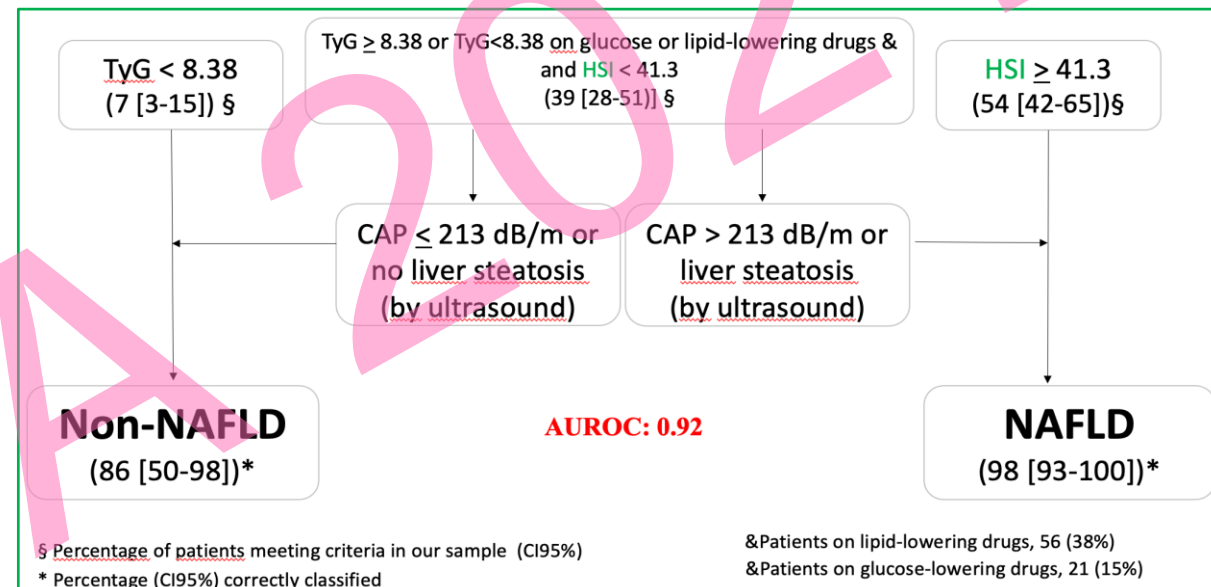 TyG < 8.38
(7 [3-15]) §
TyG ≥ 8.38 or TyG<8.38 on glucose or lipid-lowering drugs &
and HSI < 41.3
(39 [28-51)] §
HSI ≥ 41.3
(54 [42-65])§
CAP ≤ 213 dB/m or
no liver steatosis
(by ultrasound)
CAP > 213 dB/m or
liver steatosis
(by ultrasound)
Non-NAFLD
(86 [50-98])*
AUROC: 0.92
NAFLD
(98 [93-100])*
§ Percentage of patients meeting criteria in our sample (CI95%)
* Percentage (CI95%) correctly classified
&Patients on lipid-lowering drugs, 56 (38%)
&Patients on glucose-lowering drugs, 21 (15%)